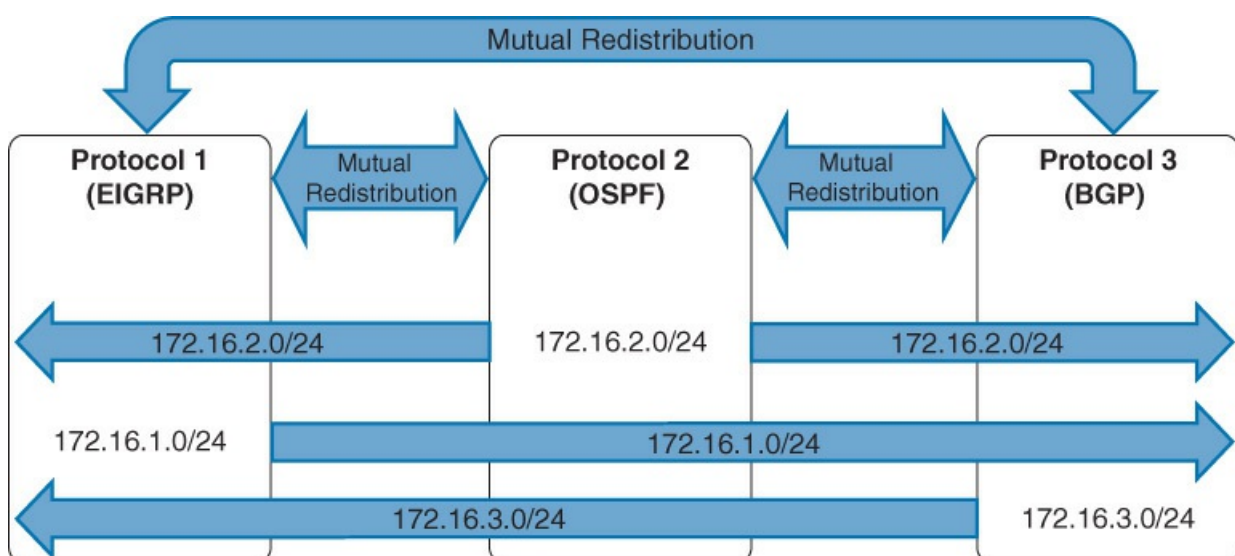 Mutual Redistribution
Protocol 1
(EIGRP)
Mutual
Redistribution
Protocol 2
(OSPF)
Mutual
Redistribution
Protocol 3
(BGP)
172.16.2.0/24
172.16.2.0/24
172.16.2.0/24
172.16.1.0/24
172.16.1.0/24
172.16.3.0/24
172.16.3.0/24